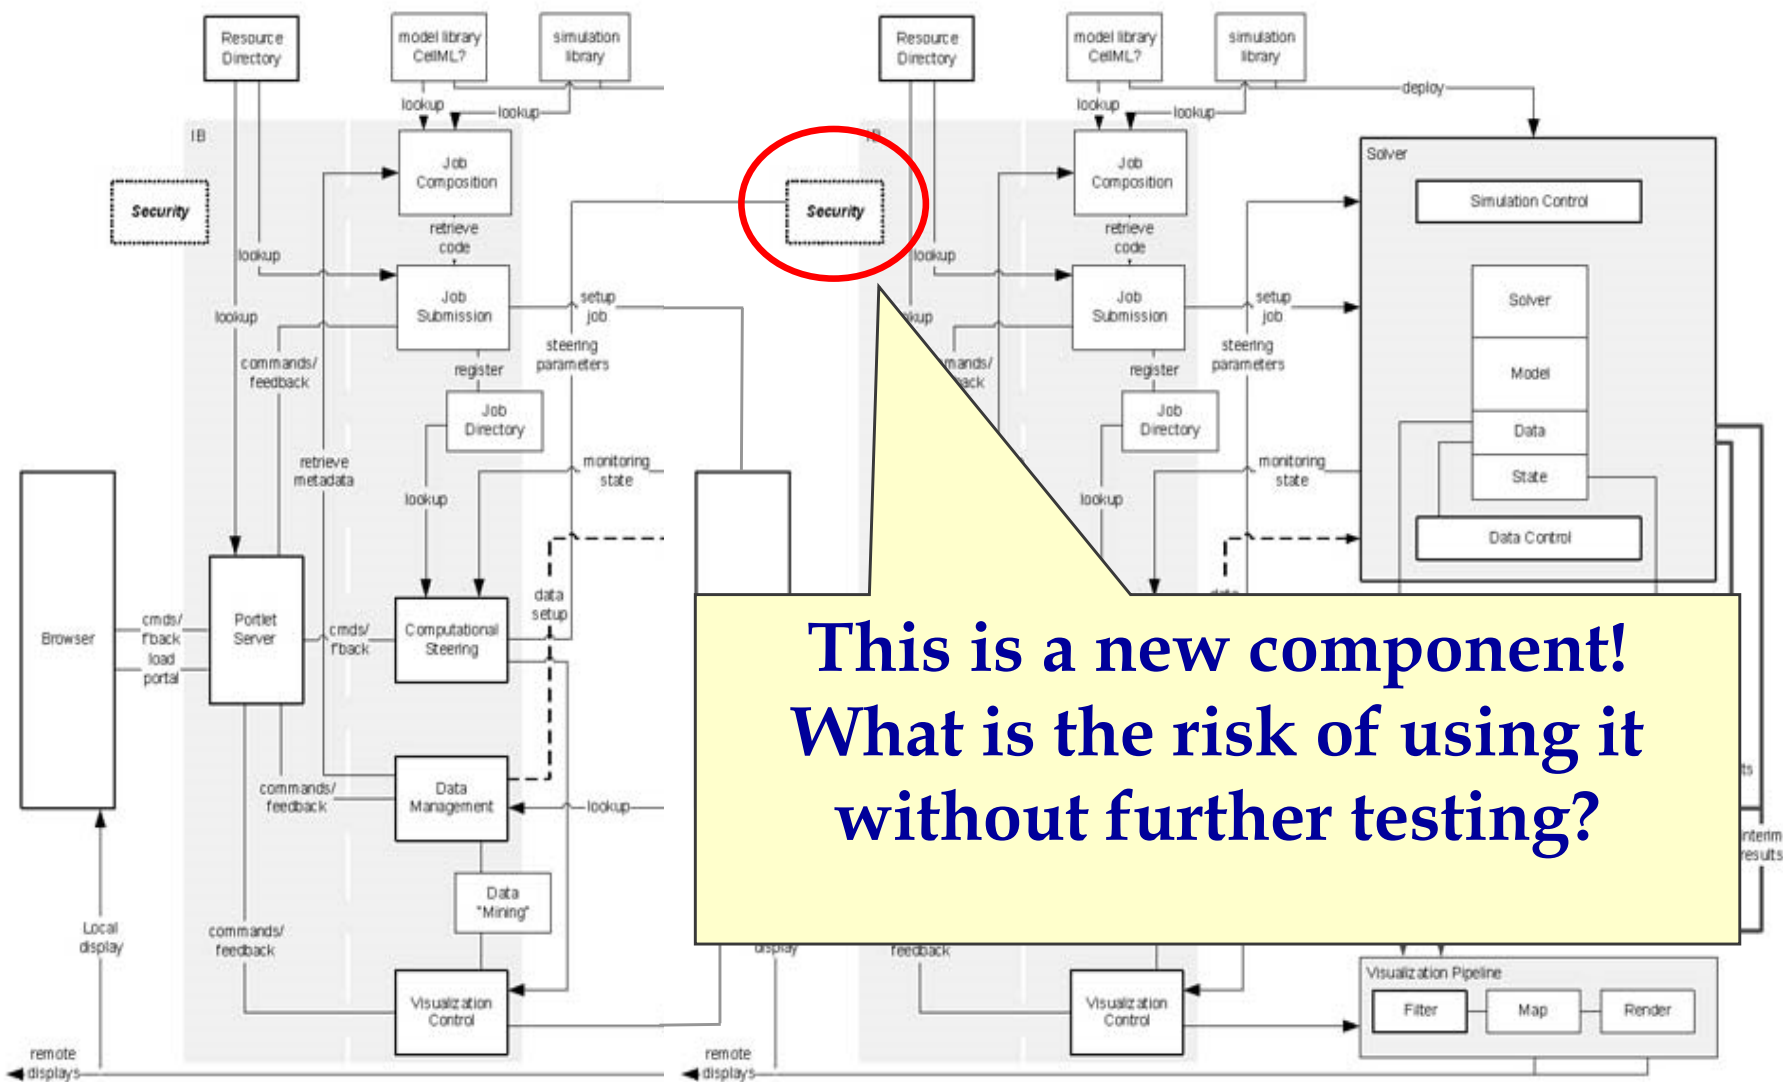 Resource
Directory
model library
CellML?
simulation
library
lookup
lookup
IB
Job
Composition
Security
retrieve
code
lookup
Job
Submission
setup
job
lookup
steering
parameters
commands/
feedback
register
Job
Directory
retrieve
metadata
monitoring
state
lookup
data
setup
Browser
cmds/
f'back
load
portal
Portlet
Server
cmds/
f'back
Computational
Steering
commands/
feedback
Data
Management
lookup
Data
"Mining"
Local
display
commands/
feedback
Visualization
Control
remote
displays
Resource
Directory
model library
CellML?
simulation
library
deploy
lookup
lookup
IB
Job
Composition
Security
retrieve
code
lookup
Job
Submission
setup
job
steering
parameters
register
Job
Directory
monitoring
state
lookup
Solver
Simulation Control
Solver
Model
Data
State
Data Control
This is a new component!
What is the risk of using it
without further testing?
interim
results
display
feedback
Visualization
Control
Visualization Pipeline
Filter
Map
Render
remote
displays